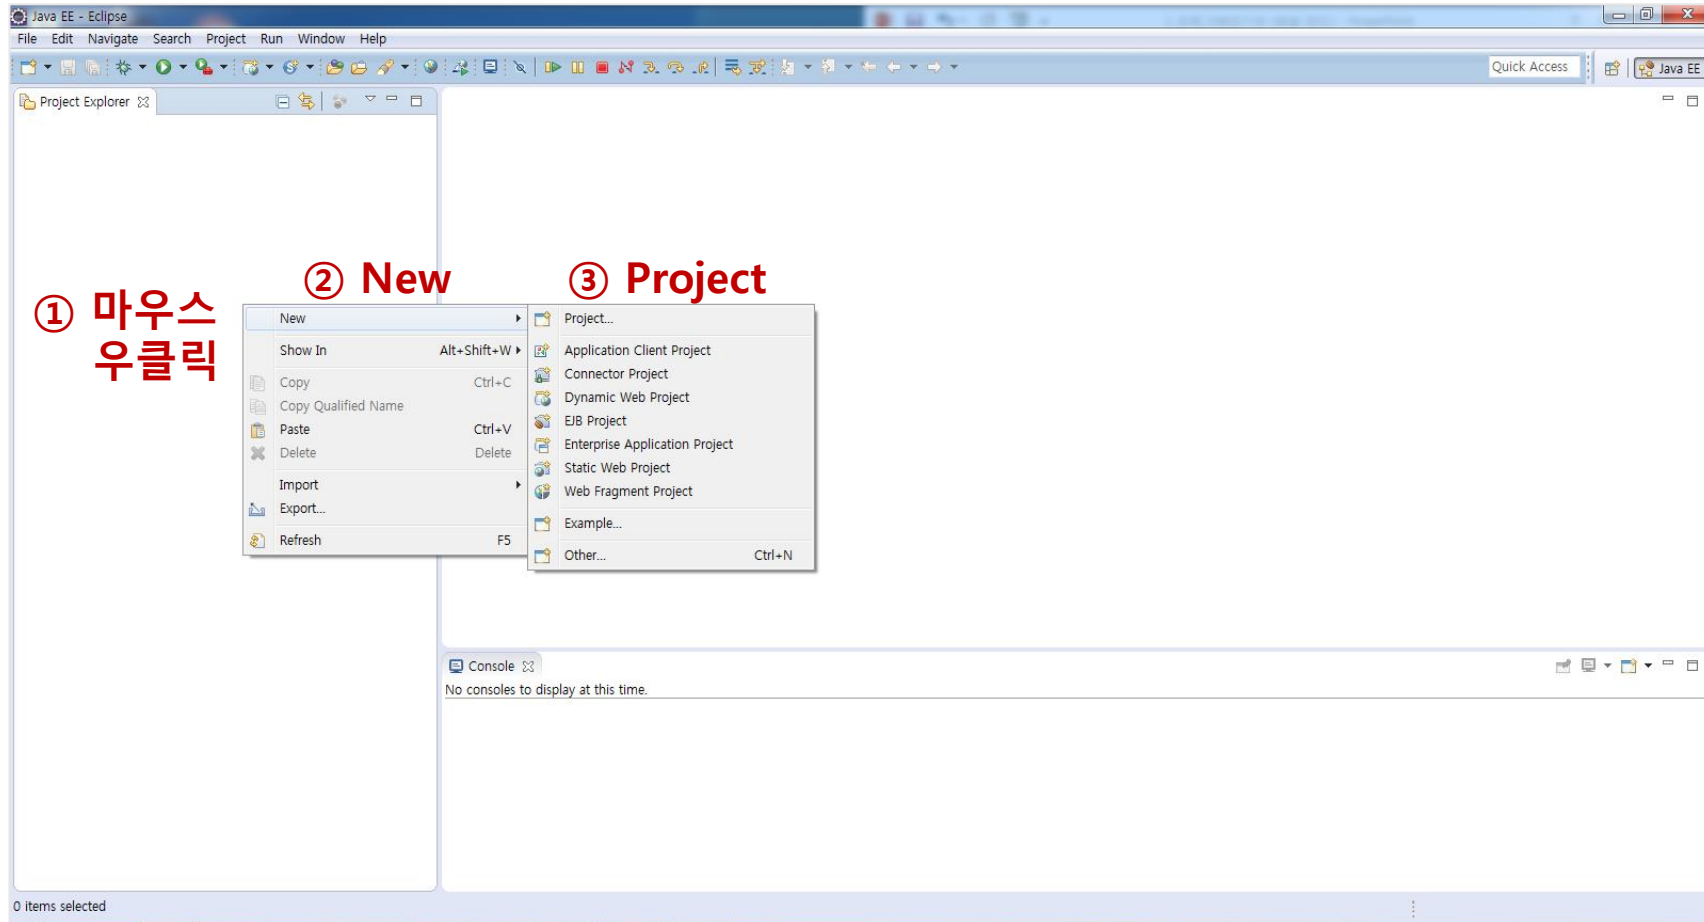 Java EE - Eclipse
File Edit Navigate Search Project Run Window Help
Quick Access
Java EE
Project Explorer
① 마우스
우클릭
② New
③ Project
New
Show In Alt+Shift+W
Copy Ctrl+C
Copy Qualified Name
Paste Ctrl+V
Delete Delete
Import
Export...
Refresh F5
Project...
Application Client Project
Connector Project
Dynamic Web Project
EJB Project
Enterprise Application Project
Static Web Project
Web Fragment Project
Example...
Other... Ctrl+N
Console
No consoles to display at this time.
0 items selected